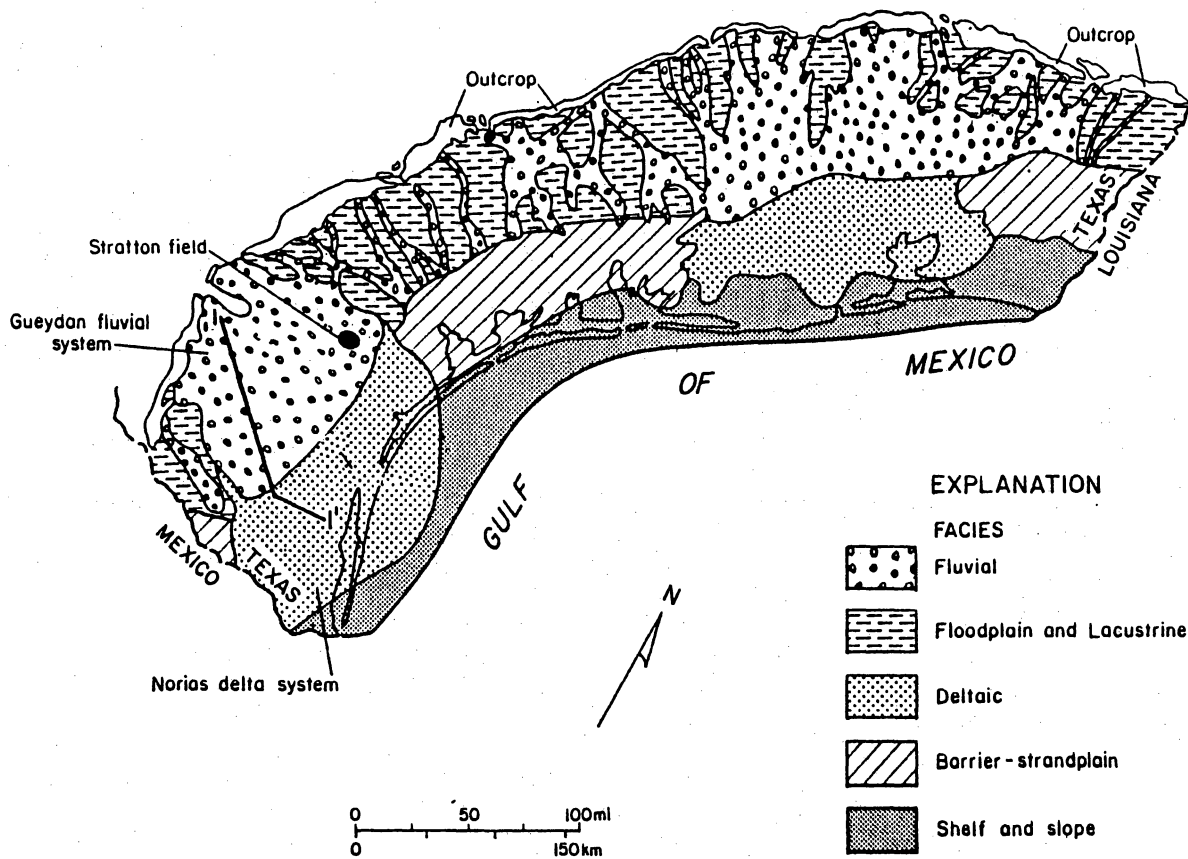 Outcrop
Outcrop
Stratton field
Gueydan fluvial
system
I
I'
TEXAS
LOUISIANA
GULF
OF
MEXICO
MEXICO
TEXAS
Norias delta system
N
EXPLANATION
FACIES
Fluvial
Floodplain and Lacustrine
Deltaic
Barrier-strandplain
Shelf and slope
0 50 100mi
0 150km